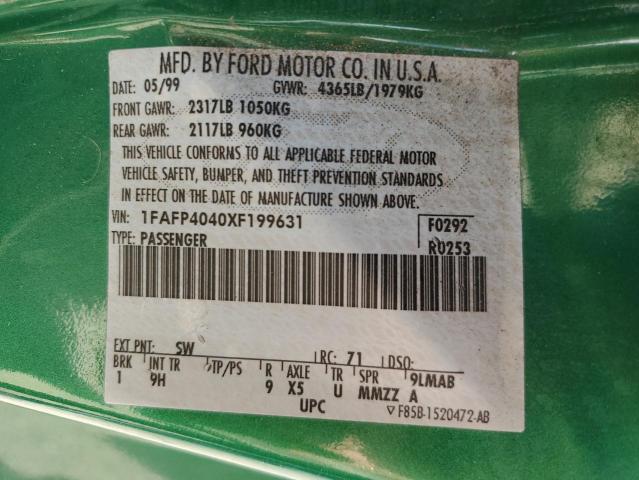 MFD. BY FORD MOTOR CO. IN U.S.A.
DATE: 05/99 GVWR: 4365LB/1979KG
FRONT GAWR: 2317LB 1050KG
REAR GAWR: 2117LB 960KG
THIS VEHICLE CONFORMS TO ALL APPLICABLE FEDERAL MOTOR
VEHICLE SAFETY, BUMPER, AND THEFT PREVENTION STANDARDS
IN EFFECT ON THE DATE OF MANUFACTURE SHOWN ABOVE.
VIN: 1FAFP4040XF199631 F0292
TYPE: PASSENGER R0253
EXT PNT: SW RC: 71 DSO:
BRK INT TR TP/PS R AXLE TR SPR 9LMAB
1 9H 9 X5 U MMZZ A
UPC ▽F85B-1520472-AB